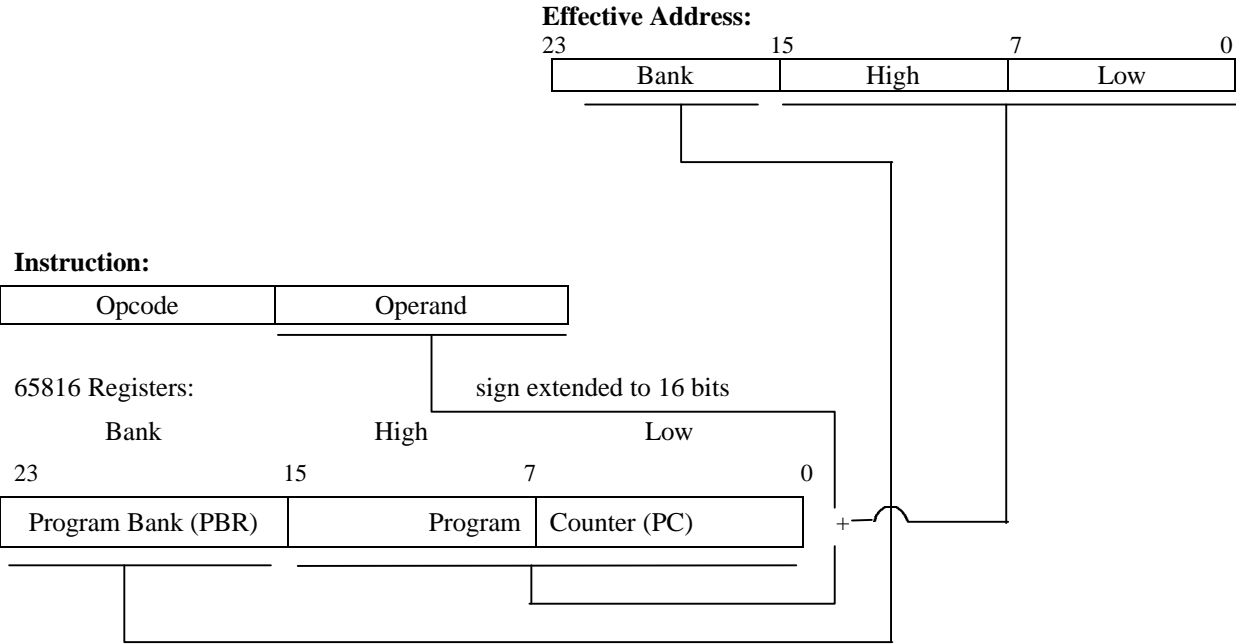 Effective Address:
23 15 7 0
Bank High Low
Instruction:
Opcode Operand
65816 Registers: sign extended to 16 bits
Bank High Low
23 15 7 0
Program Bank (PBR) Program Counter (PC) +